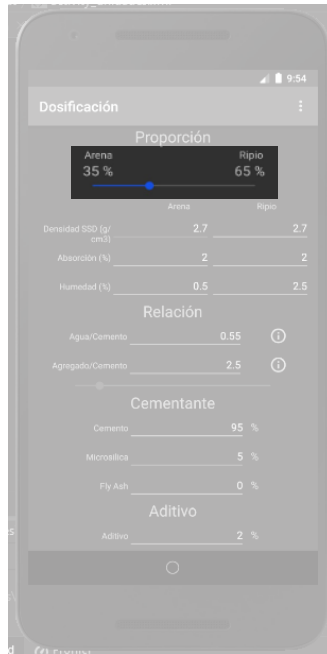 9:54
Dosificación
Proporción
Arena Ripio
35 % 65 %
Arena Ripio
Densidad SSD (g/ 2.7 2.7
cm3)
Absorción (%) 2 2
Humedad (%) 0.5 2.5
Relación
Agua/Cemento 0.55
Agregado/Cemento 2.5
Cementante
Cemento 95 %
Microsilica 5 %
Fly Ash 0 %
Aditivo
Aditivo 2 %